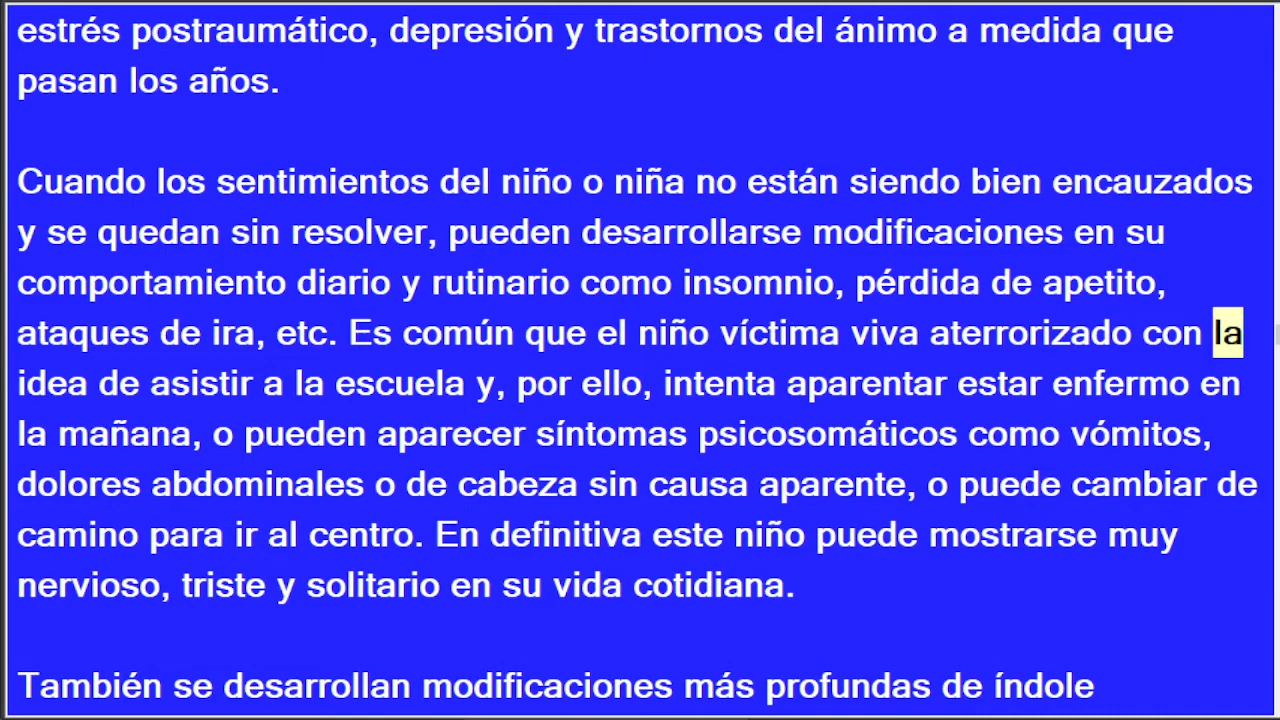 estrés postraumático, depresión y trastornos del ánimo a medida que
pasan los años.
Cuando los sentimientos del niño o niña no están siendo bien encauzados
y se quedan sin resolver, pueden desarrollarse modificaciones en su
comportamiento diario y rutinario como insomnio, pérdida de apetito,
ataques de ira, etc. Es común que el niño víctima viva aterrorizado con la
idea de asistir a la escuela y, por ello, intenta aparentar estar enfermo en
la mañana, o pueden aparecer síntomas psicosomáticos como vómitos,
dolores abdominales o de cabeza sin causa aparente, o puede cambiar de
camino para ir al centro. En definitiva este niño puede mostrarse muy
nervioso, triste y solitario en su vida cotidiana.
También se desarrollan modificaciones más profundas de índole